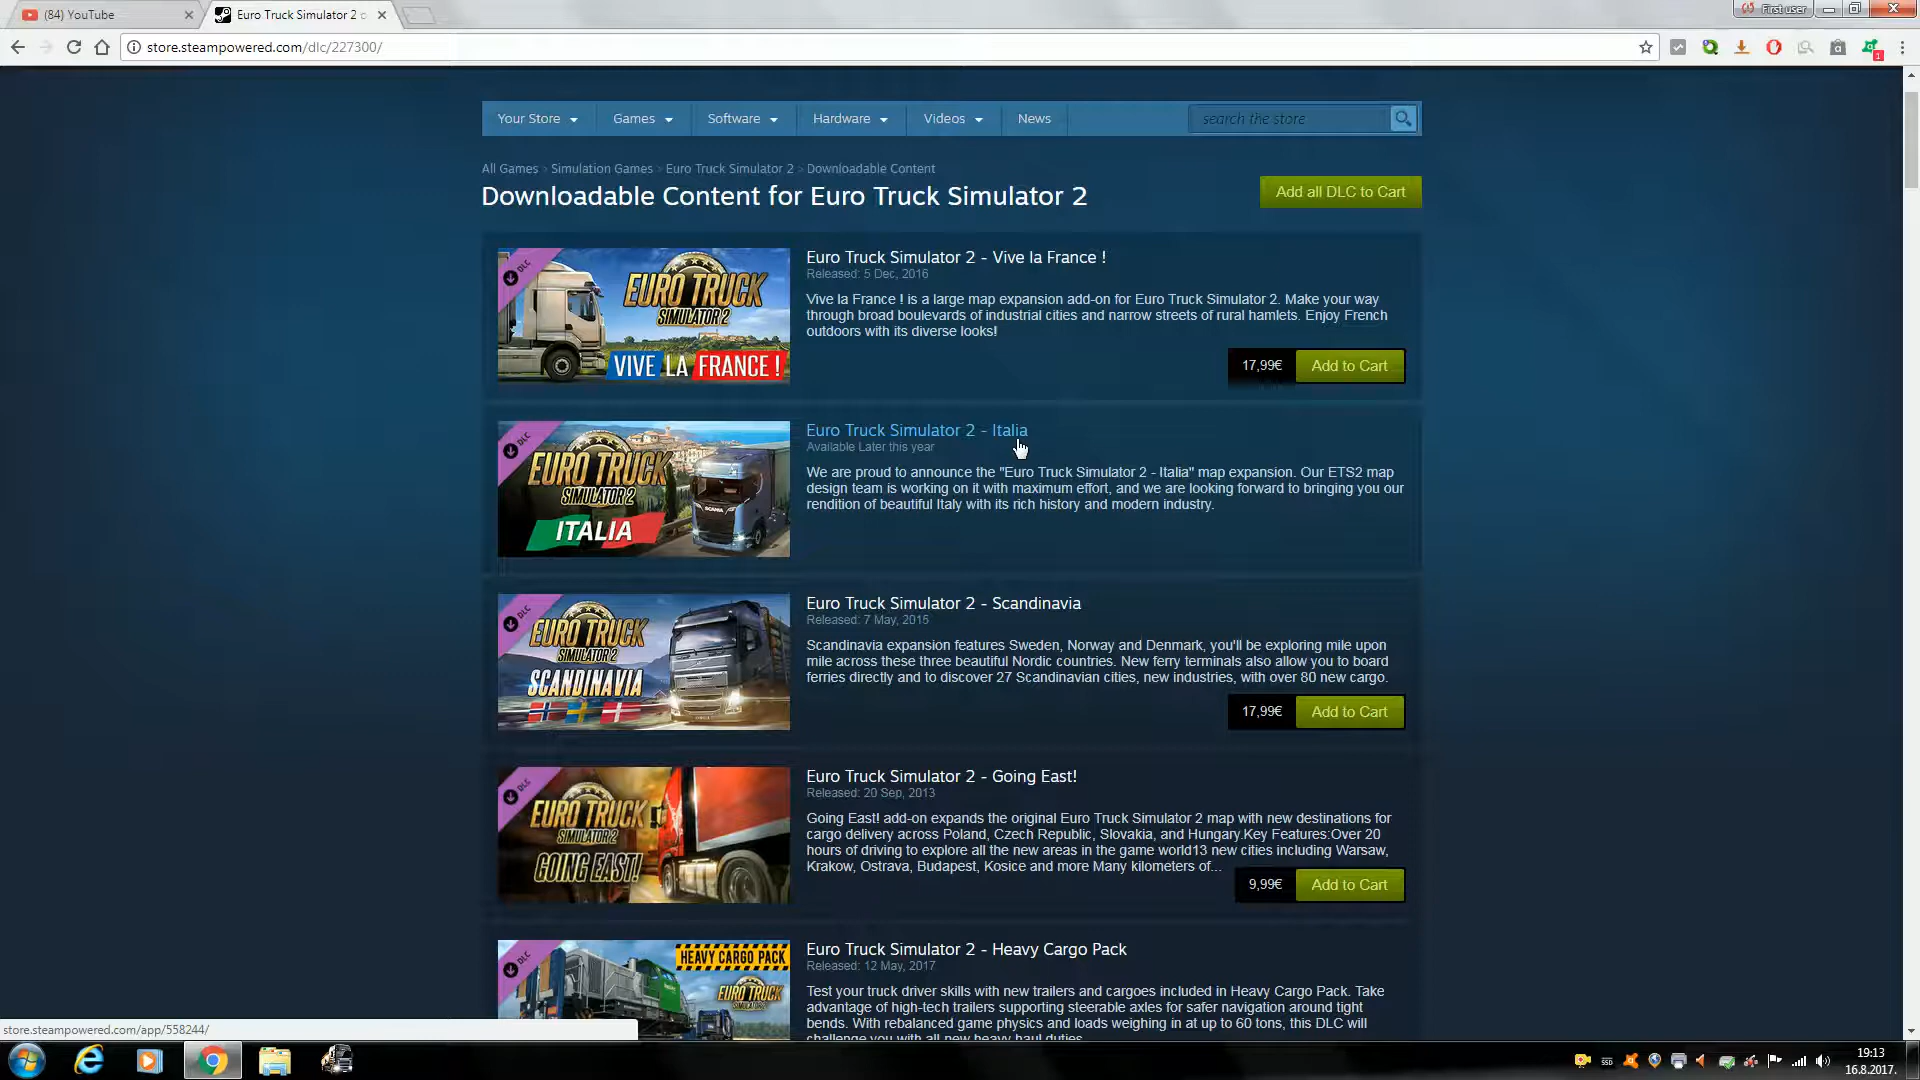 (84) YouTube
Euro Truck Simulator 2
First user
store.steampowered.com/dlc/227300/
1
Your Store
Games
Software
Hardware
Videos
News
search the store
All Games > Simulation Games > Euro Truck Simulator 2 > Downloadable Content
Downloadable Content for Euro Truck Simulator 2
Add all DLC to Cart
DLC
EURO TRUCK
SIMULATOR 2
VIVE LA FRANCE !
Euro Truck Simulator 2 - Vive la France !
Released: 5 Dec, 2016
Vive la France ! is a large map expansion add-on for Euro Truck Simulator 2. Make your way
through broad boulevards of industrial cities and narrow streets of rural hamlets. Enjoy French
outdoors with its diverse looks!
17,99€
Add to Cart
DLC
EURO TRUCK
SIMULATOR 2
SCANIA
ITALIA
Euro Truck Simulator 2 - Italia
Available Later this year
We are proud to announce the "Euro Truck Simulator 2 - Italia" map expansion. Our ETS2 map
design team is working on it with maximum effort, and we are looking forward to bringing you our
rendition of beautiful Italy with its rich history and modern industry.
DLC
EURO TRUCK
SIMULATOR 2
SCANDINAVIA
Euro Truck Simulator 2 - Scandinavia
Released: 7 May, 2015
Scandinavia expansion features Sweden, Norway and Denmark, you'll be exploring mile upon
mile across these three beautiful Nordic countries. New ferry terminals also allow you to board
ferries directly and to discover 27 Scandinavian cities, new industries, with over 80 new cargo.
17,99€
Add to Cart
DLC
EURO TRUCK
SIMULATOR 2
GOING EAST!
Euro Truck Simulator 2 - Going East!
Released: 20 Sep, 2013
Going East! add-on expands the original Euro Truck Simulator 2 map with new destinations for
cargo delivery across Poland, Czech Republic, Slovakia, and Hungary.Key Features:Over 20
hours of driving to explore all the new areas in the game world13 new cities including Warsaw,
Krakow, Ostrava, Budapest, Kosice and more Many kilometers of...
9,99€
Add to Cart
DLC
HEAVY CARGO PACK
EURO TRUCK
SIMULATOR 2
Euro Truck Simulator 2 - Heavy Cargo Pack
Released: 12 May, 2017
Test your truck driver skills with new trailers and cargoes included in Heavy Cargo Pack. Take
advantage of high-tech trailers supporting steerable axles for safer navigation around tight
bends. With rebalanced game physics and loads weighing in at up to 60 tons, this DLC will
challenge you with all new heavy haul duties.
store.steampowered.com/app/558244/
SSD
19:13
16.8.2017.